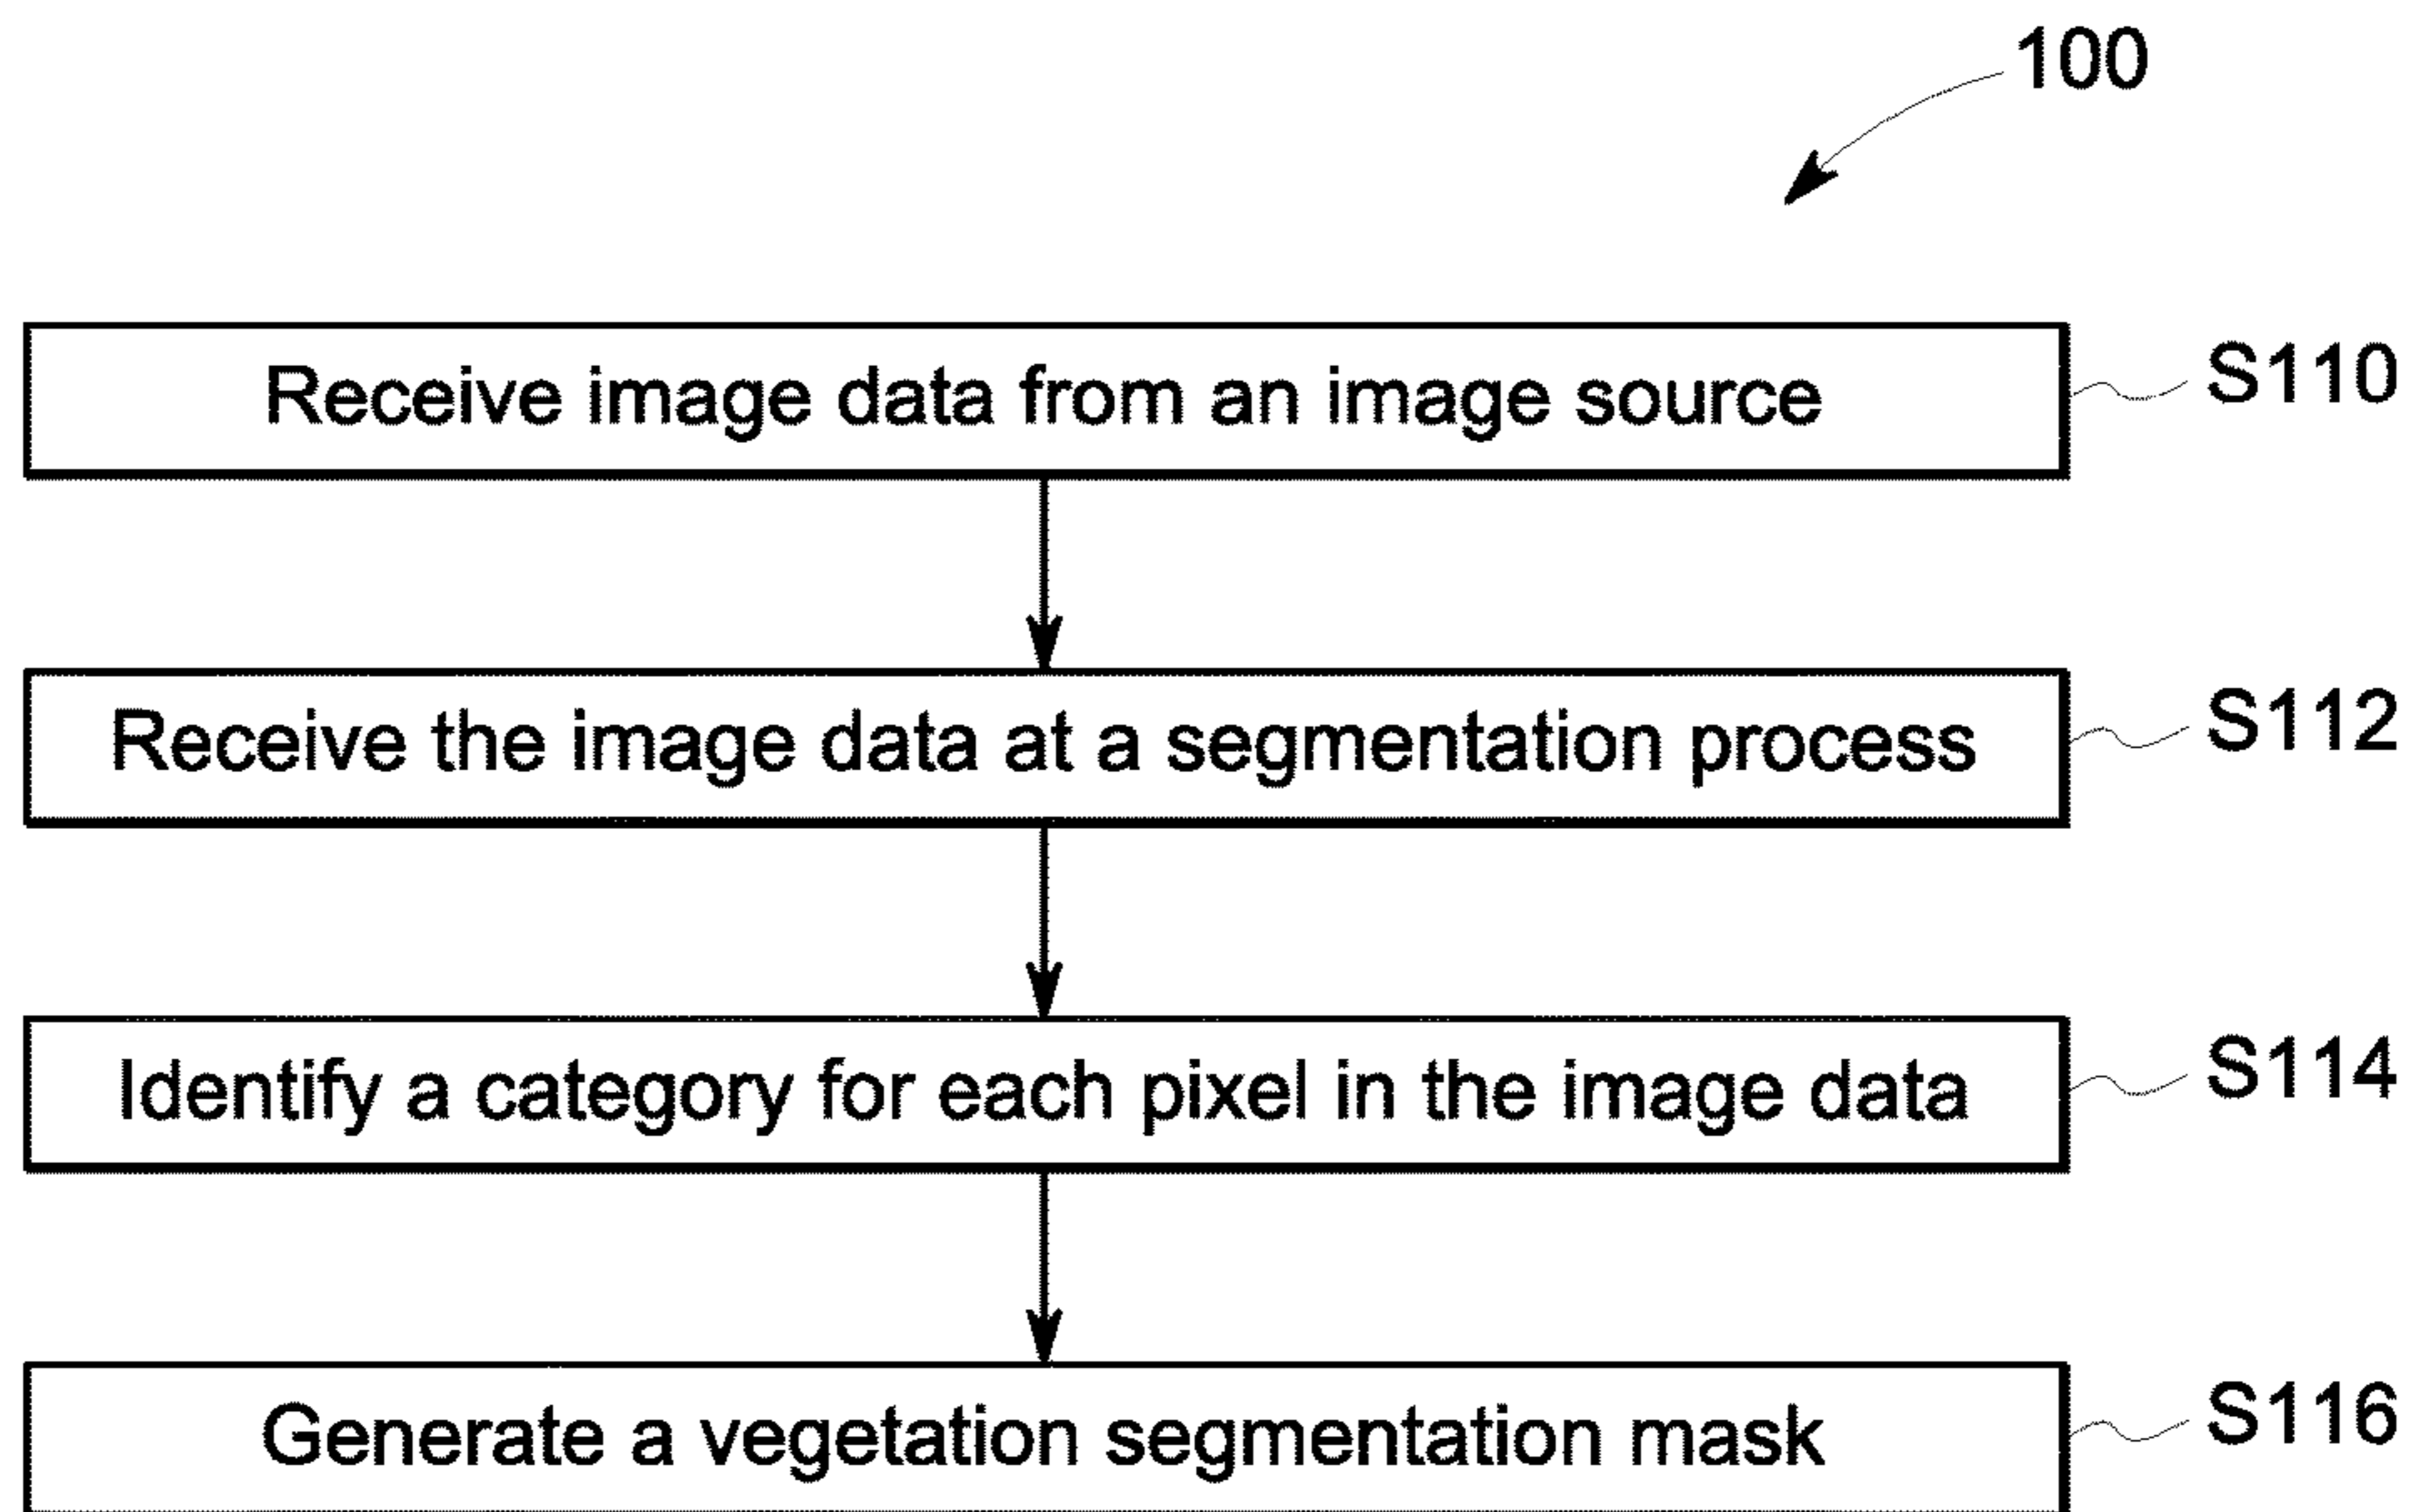 100
Receive image data from an image source
S110
Receive the image data at a segmentation process
S112
Identify a category for each pixel in the image data
S114
Generate a vegetation segmentation mask
S116